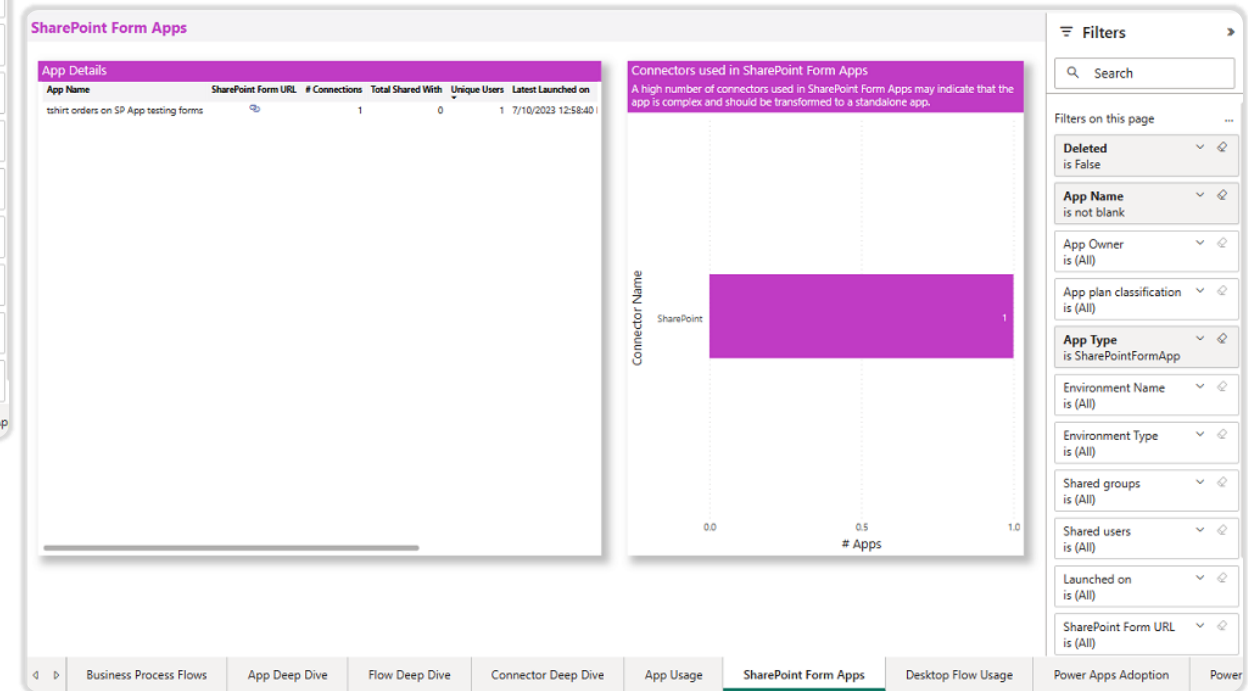 SharePoint Form Apps
App Details
App Name SharePoint Form URL # Connections Total Shared With Unique Users Latest Launched on
tshirt orders on SP App testing forms 1 0 1 7/10/2023 12:58:40
Connectors used in SharePoint Form Apps
A high number of connectors used in SharePoint Form Apps may indicate that the
app is complex and should be transformed to a standalone app.
Connector Name
SharePoint
1
0.0 0.5 1.0
# Apps
Filters
Search
Filters on this page
...
Deleted
is False
App Name
is not blank
App Owner
is (All)
App plan classification
is (All)
App Type
is SharePointFormApp
Environment Name
is (All)
Environment Type
is (All)
Shared groups
is (All)
Shared users
is (All)
Launched on
is (All)
SharePoint Form URL
is (All)
Business Process Flows App Deep Dive Flow Deep Dive Connector Deep Dive App Usage SharePoint Form Apps Desktop Flow Usage Power Apps Adoption Power